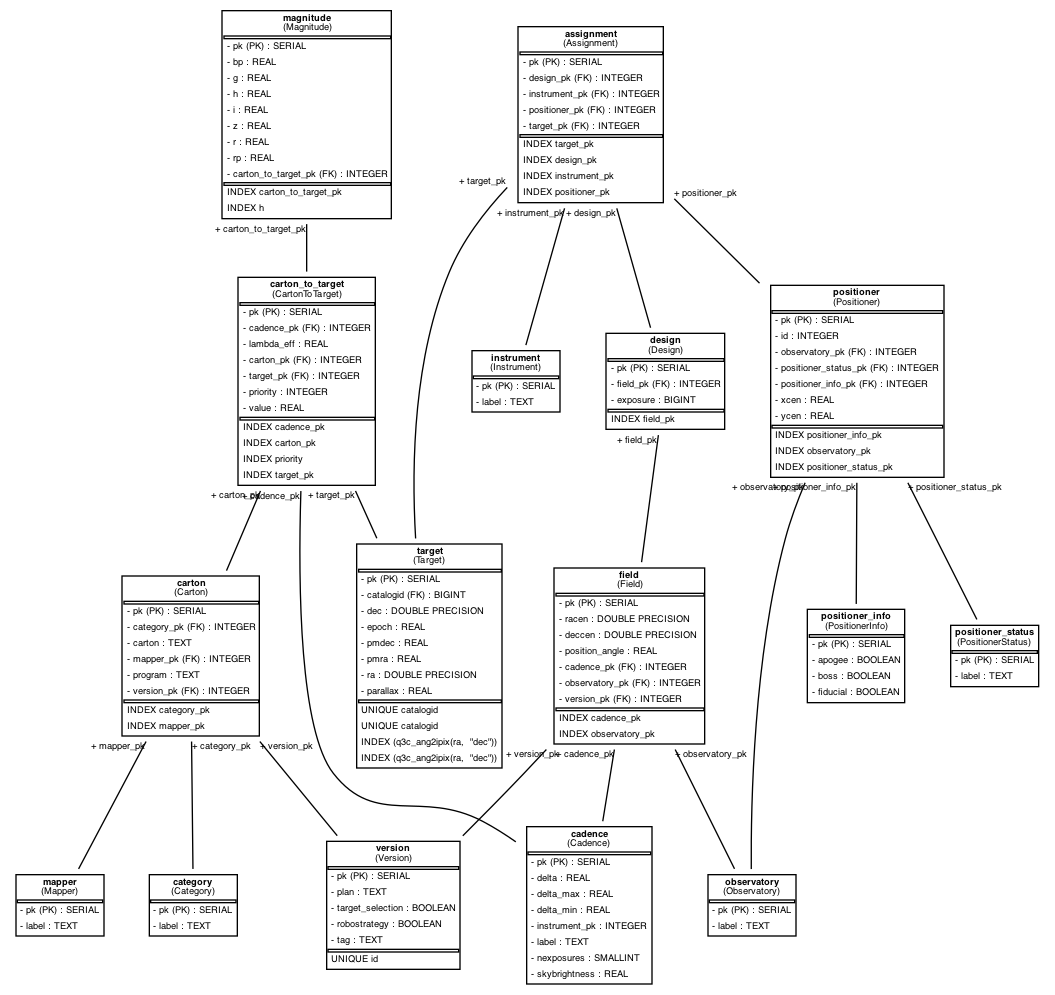 magnitude
(Magnitude)
- pk (PK) : SERIAL
- bp : REAL
- g : REAL
- h : REAL
- i : REAL
- z : REAL
- r : REAL
- rp : REAL
- carton_to_target_pk (FK) : INTEGER
INDEX carton_to_target_pk
INDEX h
+ carton_to_target_pk
assignment
(Assignment)
- pk (PK) : SERIAL
- design_pk (FK) : INTEGER
- instrument_pk (FK) : INTEGER
- positioner_pk (FK) : INTEGER
- target_pk (FK) : INTEGER
INDEX target_pk
INDEX design_pk
INDEX instrument_pk
INDEX positioner_pk
+ target_pk
+ instrument_pk
+ design_pk
+ positioner_pk
carton_to_target
(CartonToTarget)
- pk (PK) : SERIAL
- cadence_pk (FK) : INTEGER
- lambda_eff : REAL
- carton_pk (FK) : INTEGER
- target_pk (FK) : INTEGER
- priority : INTEGER
- value : REAL
INDEX cadence_pk
INDEX carton_pk
INDEX priority
INDEX target_pk
+ carton_pk
+ cadence_pk
+ target_pk
instrument
(Instrument)
- pk (PK) : SERIAL
- label : TEXT
design
(Design)
- pk (PK) : SERIAL
- field_pk (FK) : INTEGER
- exposure : BIGINT
INDEX field_pk
+ field_pk
positioner
(Positioner)
- pk (PK) : SERIAL
- id : INTEGER
- observatory_pk (FK) : INTEGER
- positioner_status_pk (FK) : INTEGER
- positioner_info_pk (FK) : INTEGER
- xcen : REAL
- ycen : REAL
INDEX positioner_info_pk
INDEX observatory_pk
INDEX positioner_status_pk
+ observatory_pk
+ positioner_info_pk
+ positioner_status_pk
carton
(Carton)
- pk (PK) : SERIAL
- category_pk (FK) : INTEGER
- carton : TEXT
- mapper_pk (FK) : INTEGER
- program : TEXT
- version_pk (FK) : INTEGER
INDEX category_pk
INDEX mapper_pk
+ mapper_pk
+ category_pk
+ version_pk
target
(Target)
- pk (PK) : SERIAL
- catalogid (FK) : BIGINT
- dec : DOUBLE PRECISION
- epoch : REAL
- pmdec : REAL
- pmra : REAL
- ra : DOUBLE PRECISION
- parallax : REAL
UNIQUE catalogid
UNIQUE catalogid
INDEX (q3c_ang2ipix(ra, "dec"))
INDEX (q3c_ang2ipix(ra, "dec"))
field
(Field)
- pk (PK) : SERIAL
- racen : DOUBLE PRECISION
- deccen : DOUBLE PRECISION
- position_angle : REAL
- cadence_pk (FK) : INTEGER
- observatory_pk (FK) : INTEGER
- version_pk (FK) : INTEGER
INDEX cadence_pk
INDEX observatory_pk
+ version_pk
+ cadence_pk
+ observatory_pk
positioner_info
(PositionerInfo)
- pk (PK) : SERIAL
- apogee : BOOLEAN
- boss : BOOLEAN
- fiducial : BOOLEAN
positioner_status
(PositionerStatus)
- pk (PK) : SERIAL
- label : TEXT
mapper
(Mapper)
- pk (PK) : SERIAL
- label : TEXT
category
(Category)
- pk (PK) : SERIAL
- label : TEXT
version
(Version)
- pk (PK) : SERIAL
- plan : TEXT
- target_selection : BOOLEAN
- robostrategy : BOOLEAN
- tag : TEXT
UNIQUE id
cadence
(Cadence)
- pk (PK) : SERIAL
- delta : REAL
- delta_max : REAL
- delta_min : REAL
- instrument_pk : INTEGER
- label : TEXT
- nexposures : SMALLINT
- skybrightness : REAL
observatory
(Observatory)
- pk (PK) : SERIAL
- label : TEXT